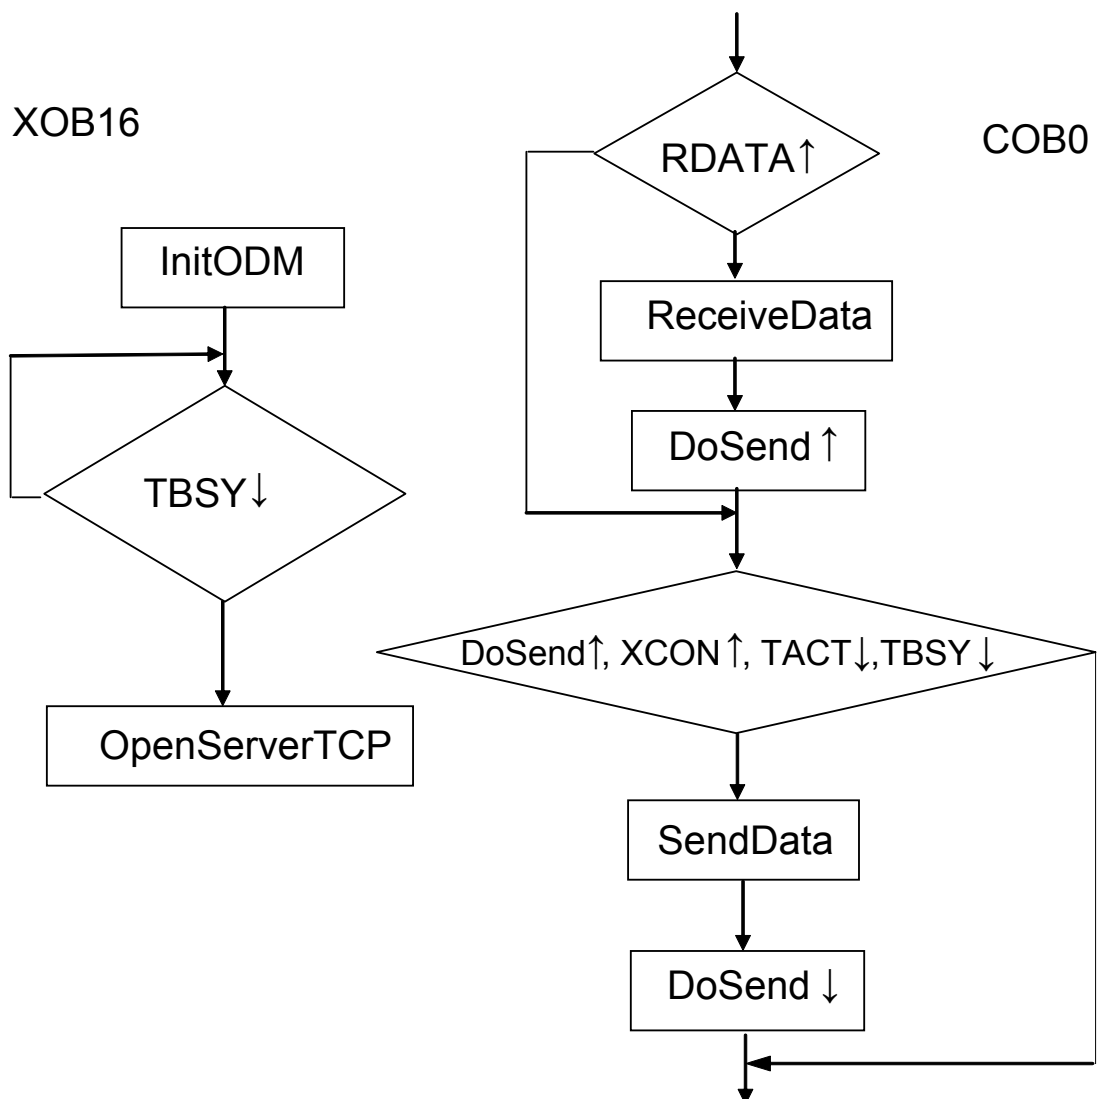 XOB16
InitODM
TBSY↓
OpenServerTCP
COB0
RDATA↑
ReceiveData
DoSend↑
DoSend↑, XCON↑, TACT↓,TBSY↓
SendData
DoSend↓